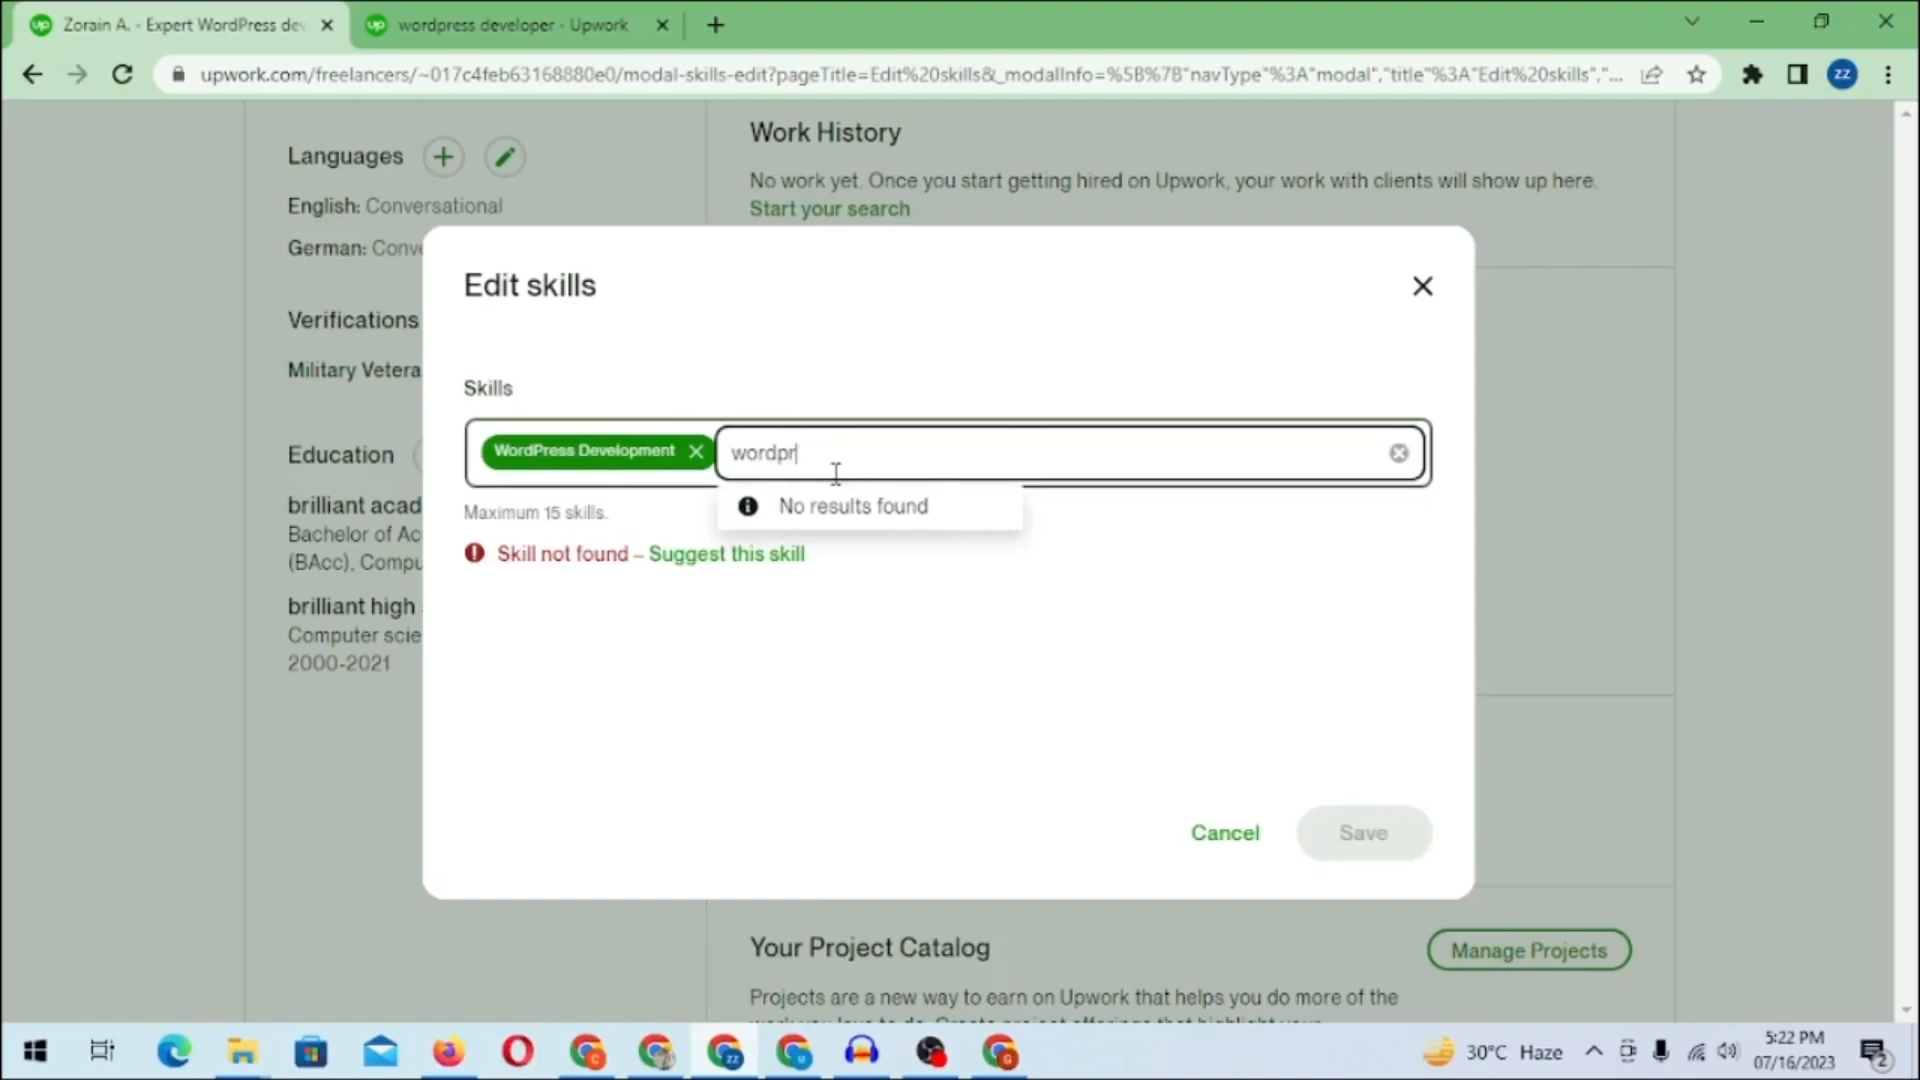 Zorain A. - Expert WordPress dev
wordpress developer - Upwork
upwork.com/freelancers/~017c4feb63168880e0/modal-skills-edit?pageTitle=Edit%20skills&_modalInfo=%5B%7B"navType"%3A"modal","title"%3A"Edit%20skills","...
ZZ
Languages
English: Conversational
German: Conve
Verifications
Military Vetera
Education
brilliant acad
Bachelor of Ac
(BAcc), Compu
brilliant high
Computer scie
2000-2021
Work History
No work yet. Once you start getting hired on Upwork, your work with clients will show up here.
Start your search
Edit skills
Skills
WordPress Development
wordpr
No results found
Maximum 15 skills.
Skill not found – Suggest this skill
Cancel
Save
Your Project Catalog
Manage Projects
Projects are a new way to earn on Upwork that helps you do more of the
30°C Haze
5:22 PM
07/16/2023
2